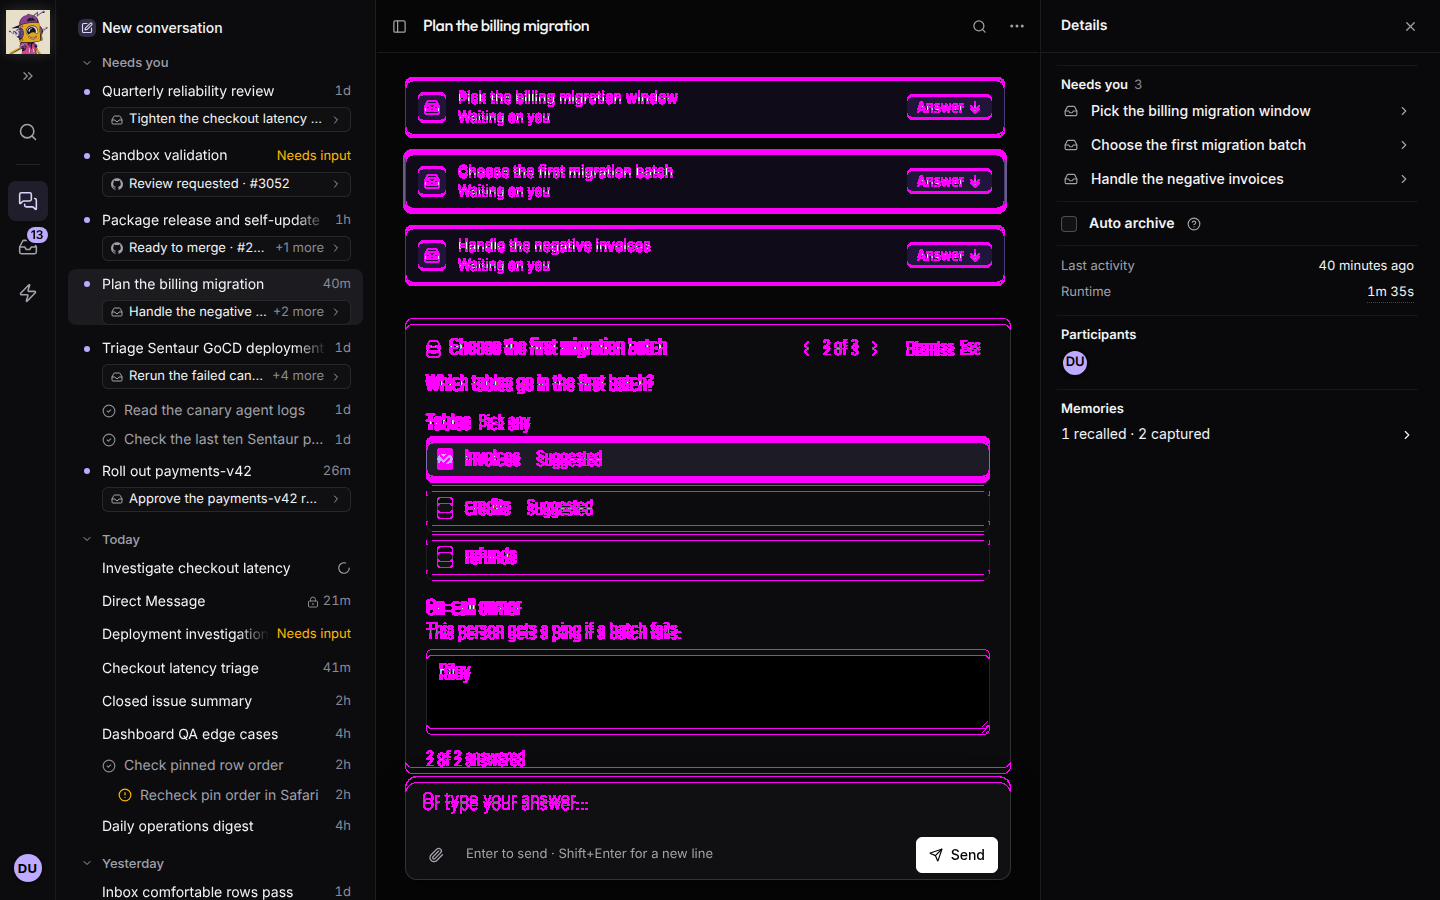 New conversation
Needs you
Quarterly reliability review 1d
Tighten the checkout latency ...
Sandbox validation Needs input
Review requested · #3052
Package release and self-update 1h
Ready to merge · #2... +1 more
Plan the billing migration 40m
Handle the negative ... +2 more
Triage Sentaur GoCD deployment 1d
Rerun the failed can... +4 more
Read the canary agent logs 1d
Check the last ten Sentaur p... 1d
Roll out payments-v42 26m
Approve the payments-v42 r...
Today
Investigate checkout latency
Direct Message 21m
Deployment investigation Needs input
Checkout latency triage 41m
Closed issue summary 2h
Dashboard QA edge cases 4h
Check pinned row order 2h
Recheck pin order in Safari 2h
Daily operations digest 4h
Yesterday
Inbox comfortable rows pass 1d
13
DU
Plan the billing migration
Pick the billing migration window
Waiting on you
Answer
Choose the first migration batch
Waiting on you
Answer
Handle the negative invoices
Waiting on you
Answer
Choose the first migration batch 2 of 3 Dismiss Esc
Which tables go in the first batch?
Tables Pick any
invoices Suggested
credits Suggested
refunds
On-call owner
This person gets a ping if a batch fails.
2 of 2 answered
Or type your answer...
Enter to send · Shift+Enter for a new line
Send
Details
Needs you 3
Pick the billing migration window
Choose the first migration batch
Handle the negative invoices
Auto archive
Last activity 40 minutes ago
Runtime 1m 35s
Participants
DU
Memories
1 recalled · 2 captured